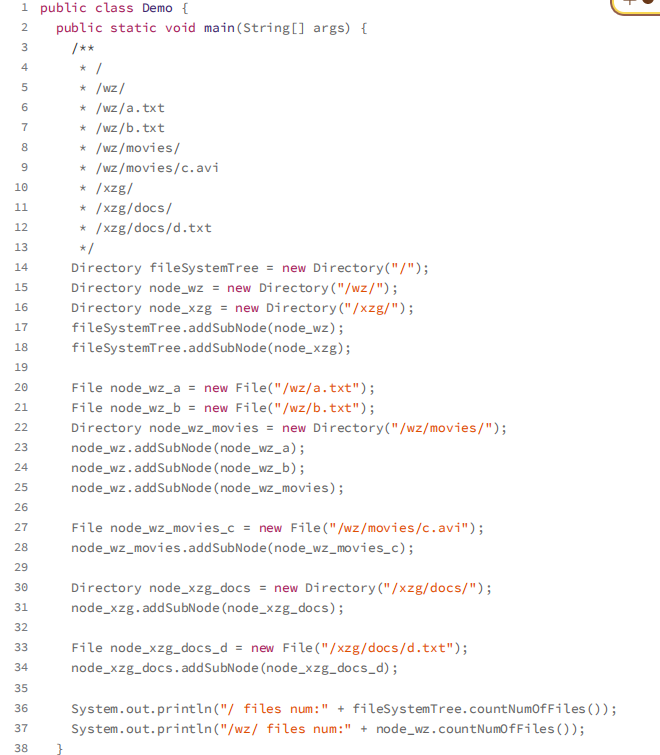 1 public class Demo {
2 public static void main(String[] args) {
3 /**
4 * /
5 * /wz/
6 * /wz/a.txt
7 * /wz/b.txt
8 * /wz/movies/
9 * /wz/movies/c.avi
10 * /xzg/
11 * /xzg/docs/
12 * /xzg/docs/d.txt
13 */
14 Directory fileSystemTree = new Directory("/");
15 Directory node_wz = new Directory("/wz/");
16 Directory node_xzg = new Directory("/xzg/");
17 fileSystemTree.addSubNode(node_wz);
18 fileSystemTree.addSubNode(node_xzg);
19
20 File node_wz_a = new File("/wz/a.txt");
21 File node_wz_b = new File("/wz/b.txt");
22 Directory node_wz_movies = new Directory("/wz/movies/");
23 node_wz.addSubNode(node_wz_a);
24 node_wz.addSubNode(node_wz_b);
25 node_wz.addSubNode(node_wz_movies);
26
27 File node_wz_movies_c = new File("/wz/movies/c.avi");
28 node_wz_movies.addSubNode(node_wz_movies_c);
29
30 Directory node_xzg_docs = new Directory("/xzg/docs/");
31 node_xzg.addSubNode(node_xzg_docs);
32
33 File node_xzg_docs_d = new File("/xzg/docs/d.txt");
34 node_xzg_docs.addSubNode(node_xzg_docs_d);
35
36 System.out.println("/ files num:" + fileSystemTree.countNumOfFiles());
37 System.out.println("/wz/ files num:" + node_wz.countNumOfFiles());
38 }